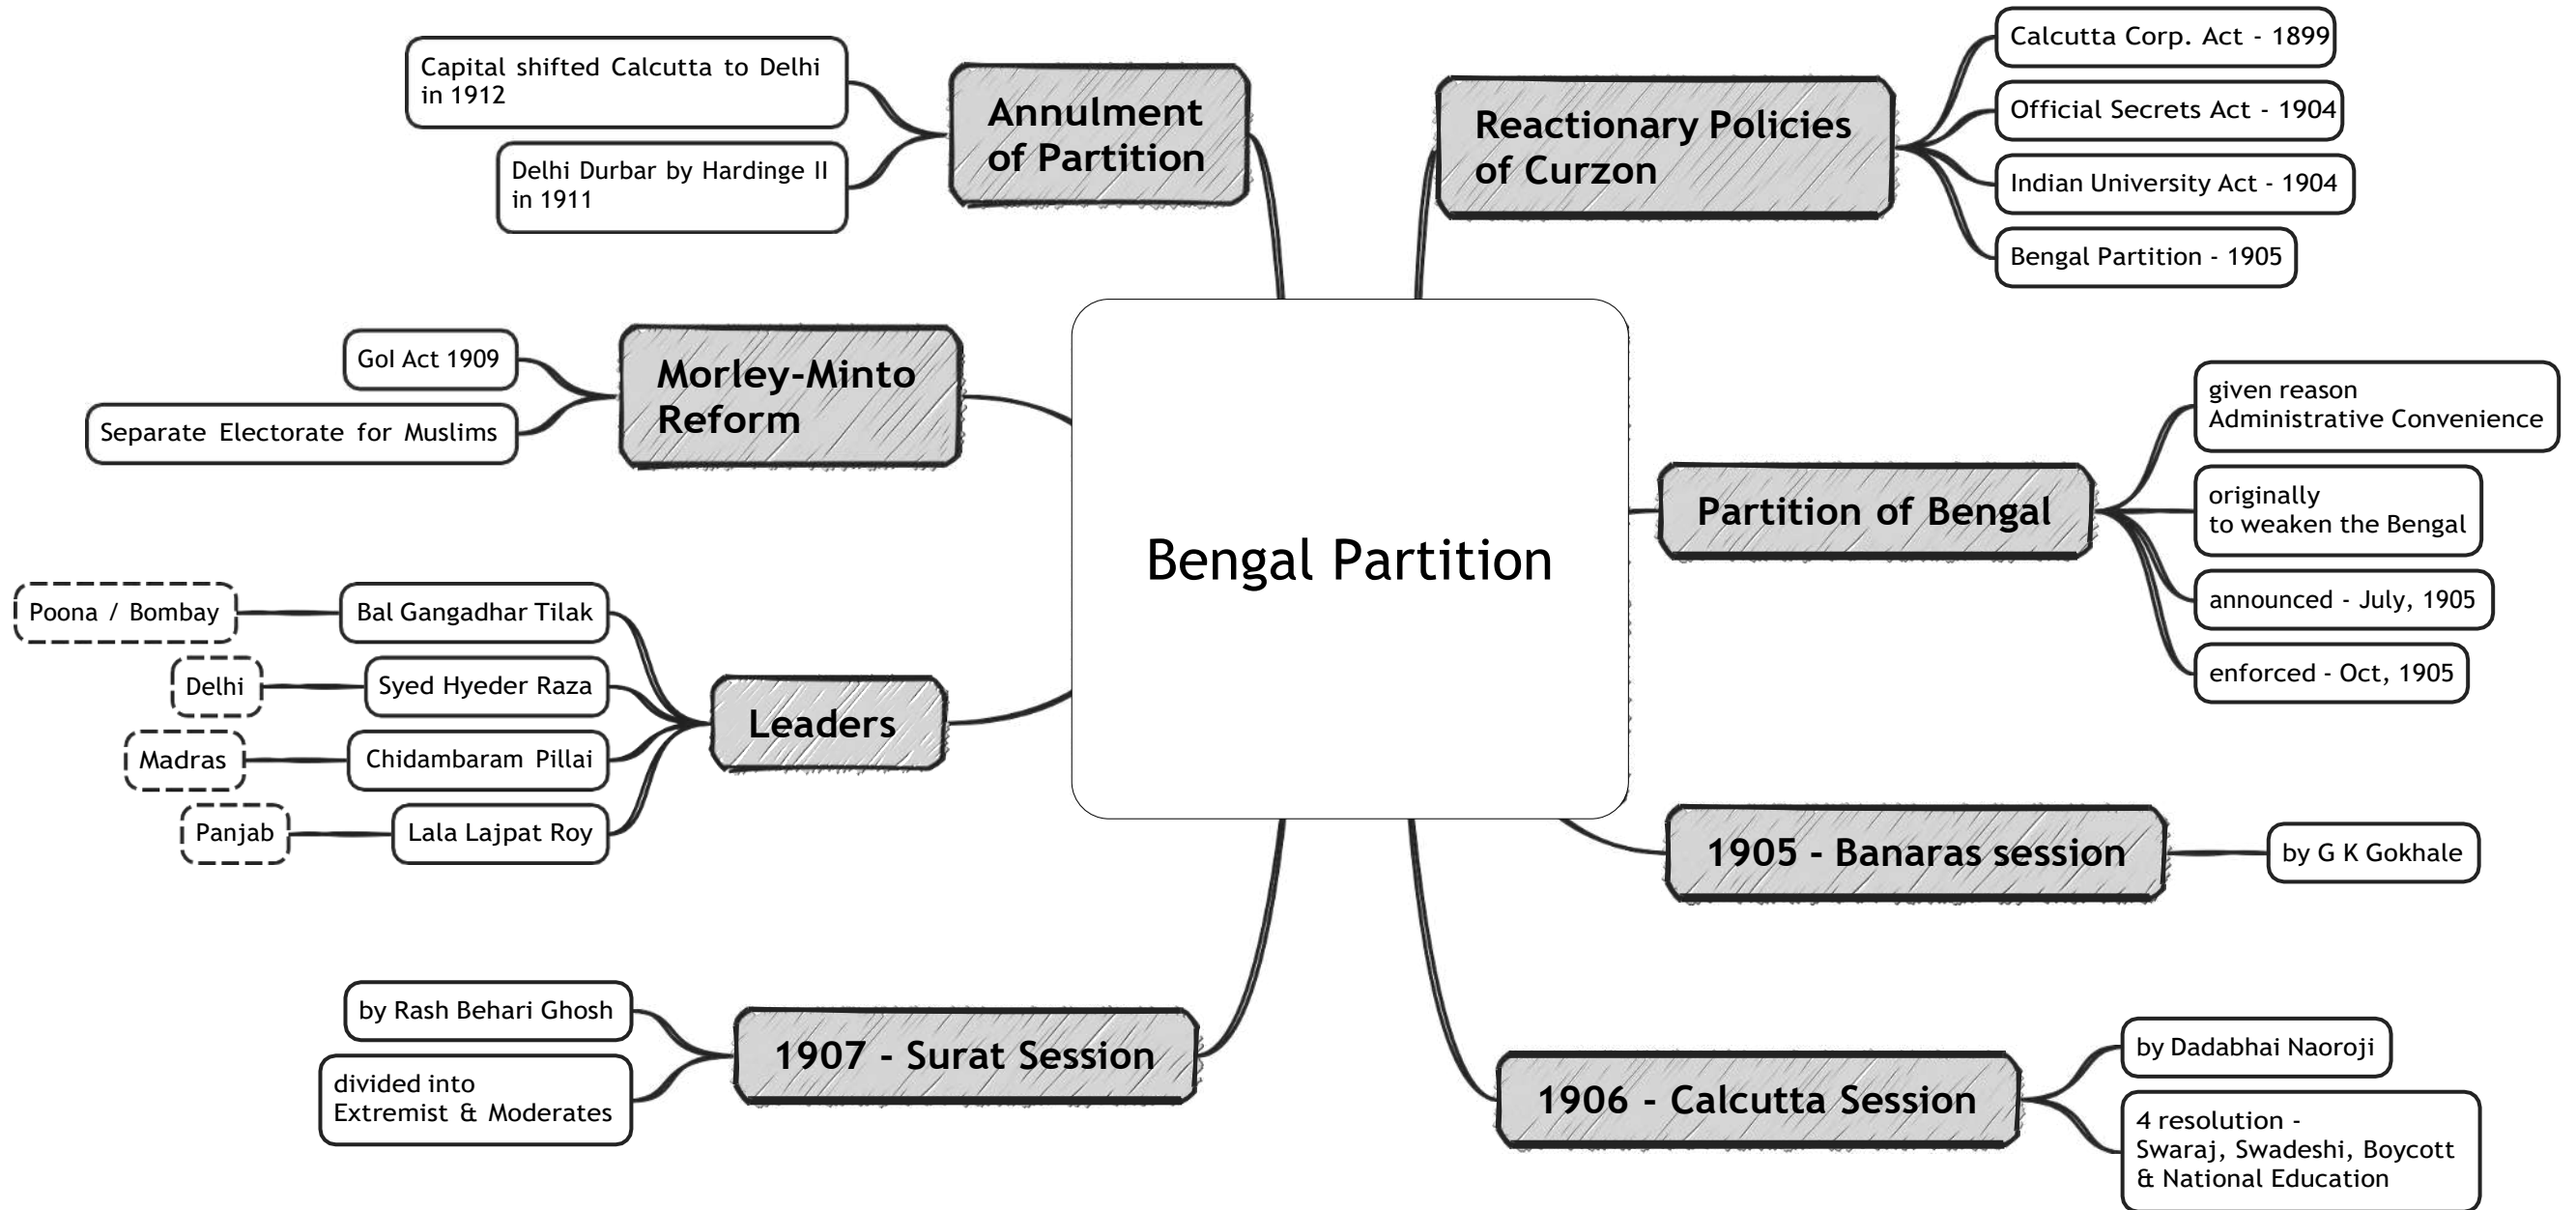 Bengal Partition
Reactionary Policies
of Curzon
Calcutta Corp. Act - 1899
Official Secrets Act - 1904
Indian University Act - 1904
Bengal Partition - 1905
Partition of Bengal
given reason
Administrative Convenience
originally
to weaken the Bengal
announced - July, 1905
enforced - Oct, 1905
1905 - Banaras session
by G K Gokhale
1906 - Calcutta Session
by Dadabhai Naoroji
4 resolution -
Swaraj, Swadeshi, Boycott
& National Education
1907 - Surat Session
by Rash Behari Ghosh
divided into
Extremist & Moderates
Leaders
Bal Gangadhar Tilak
Poona / Bombay
Syed Hyeder Raza
Delhi
Chidambaram Pillai
Madras
Lala Lajpat Roy
Panjab
Morley-Minto
Reform
GoI Act 1909
Separate Electorate for Muslims
Annulment
of Partition
Capital shifted Calcutta to Delhi
in 1912
Delhi Durbar by Hardinge II
in 1911